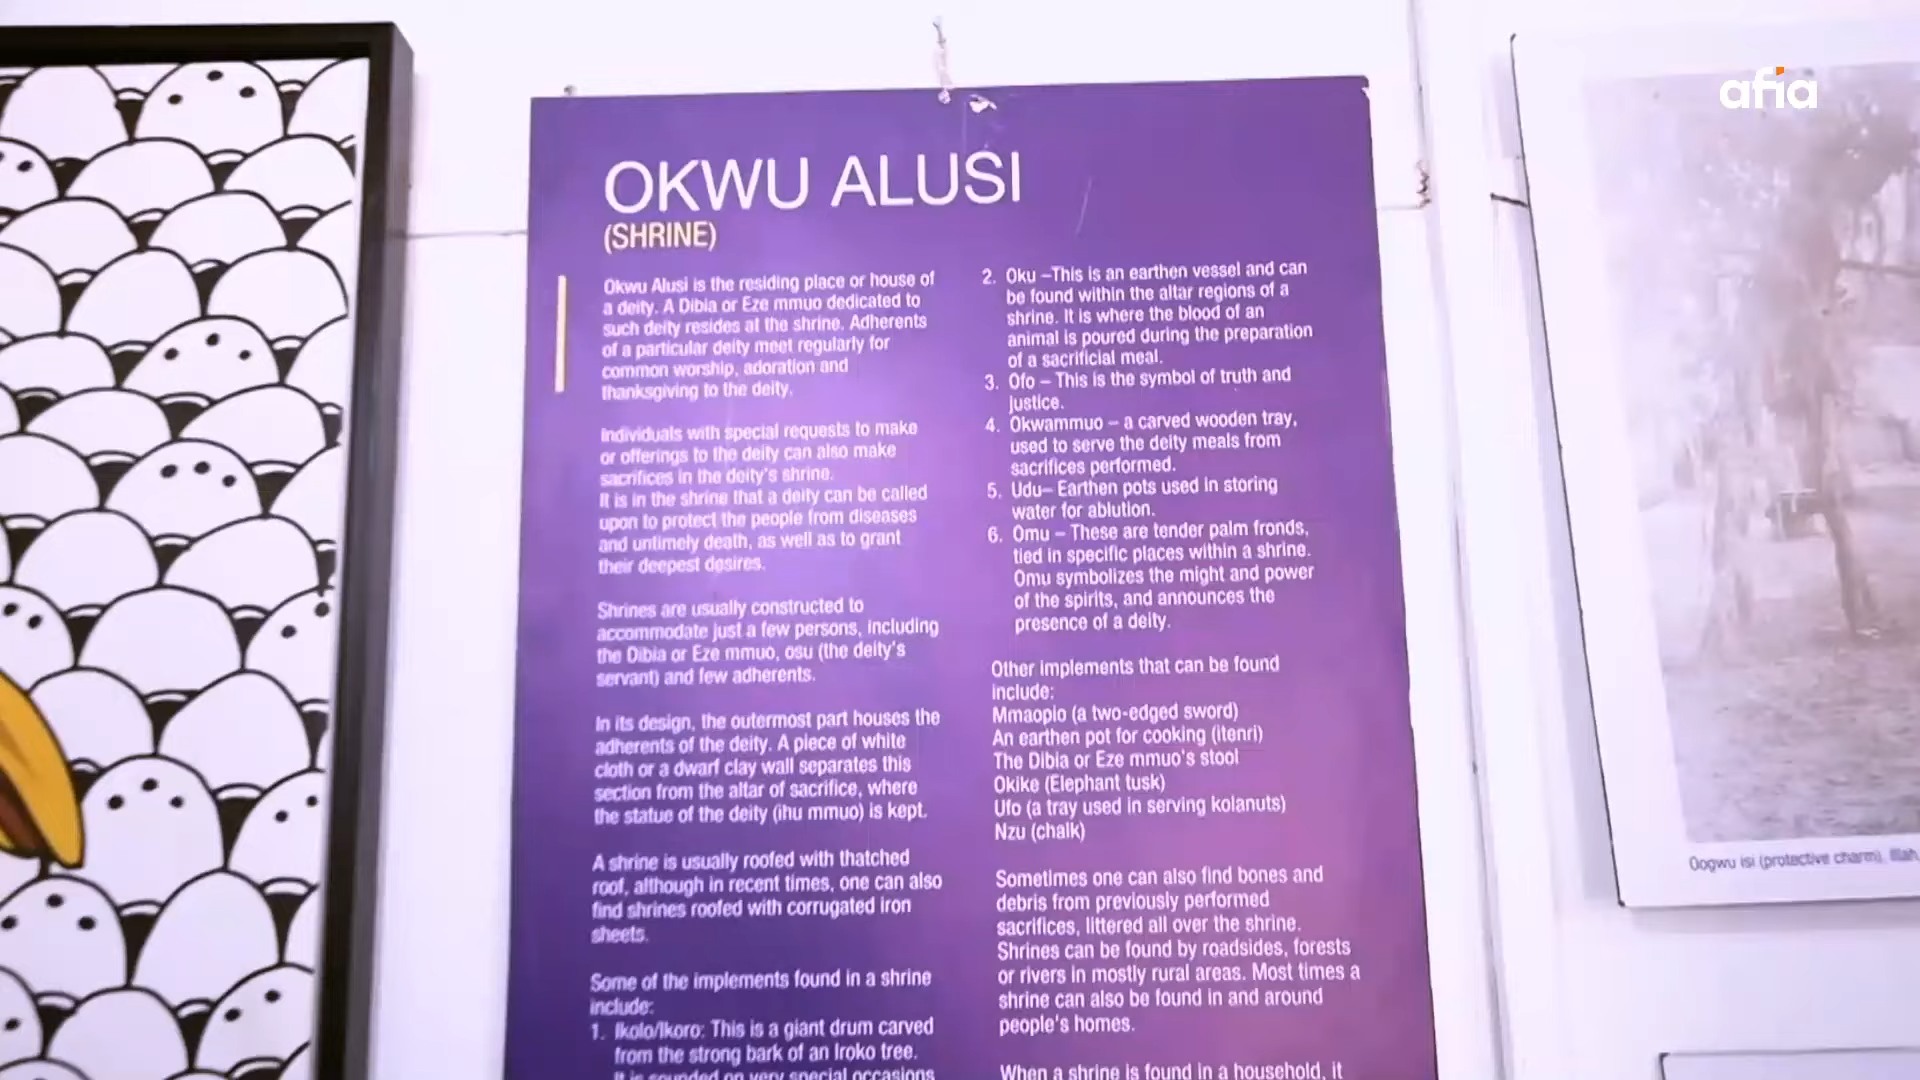 afia
OKWU ALUSI
(SHRINE)
Okwu Alusi is the residing place or house of
a deity. A Dibia or Eze mmuo dedicated to
such deity resides at the shrine. Adherents
of a particular deity meet regularly for
common worship, adoration and
thanksgiving to the deity.
Individuals with special requests to make
or offerings to the deity can also make
sacrifices in the deity's shrine.
It is in the shrine that a deity can be called
upon to protect the people from diseases
and untimely death, as well as to grant
their deepest desires.
Shrines are usually constructed to
accommodate just a few persons, including
the Dibia or Eze mmuo, osu (the deity's
servant) and few adherents.
In its design, the outermost part houses the
adherents of the deity. A piece of white
cloth or a dwarf clay wall separates this
section from the altar of sacrifice, where
the statue of the deity (ihu mmuo) is kept.
A shrine is usually roofed with thatched
roof, although in recent times, one can also
find shrines roofed with corrugated iron
sheets.
Some of the implements found in a shrine
include:
1. Ikolo/Ikoro: This is a giant drum carved
from the strong bark of an Iroko tree.
It is sounded on very special occasions
2. Oku –This is an earthen vessel and can
be found within the altar regions of a
shrine. It is where the blood of an
animal is poured during the preparation
of a sacrificial meal.
3. Ofo – This is the symbol of truth and
justice.
4. Okwammuo – a carved wooden tray,
used to serve the deity meals from
sacrifices performed.
5. Udu– Earthen pots used in storing
water for ablution.
6. Omu – These are tender palm fronds,
tied in specific places within a shrine.
Omu symbolizes the might and power
of the spirits, and announces the
presence of a deity.
Other implements that can be found
include:
Mmaopio (a two-edged sword)
An earthen pot for cooking (itenri)
The Dibia or Eze mmuo's stool
Okike (Elephant tusk)
Ufo (a tray used in serving kolanuts)
Nzu (chalk)
Sometimes one can also find bones and
debris from previously performed
sacrifices, littered all over the shrine.
Shrines can be found by roadsides, forests
or rivers in mostly rural areas. Most times a
shrine can also be found in and around
people's homes.
When a shrine is found in a household, it
Oogwu isi (protective charm), Illah,